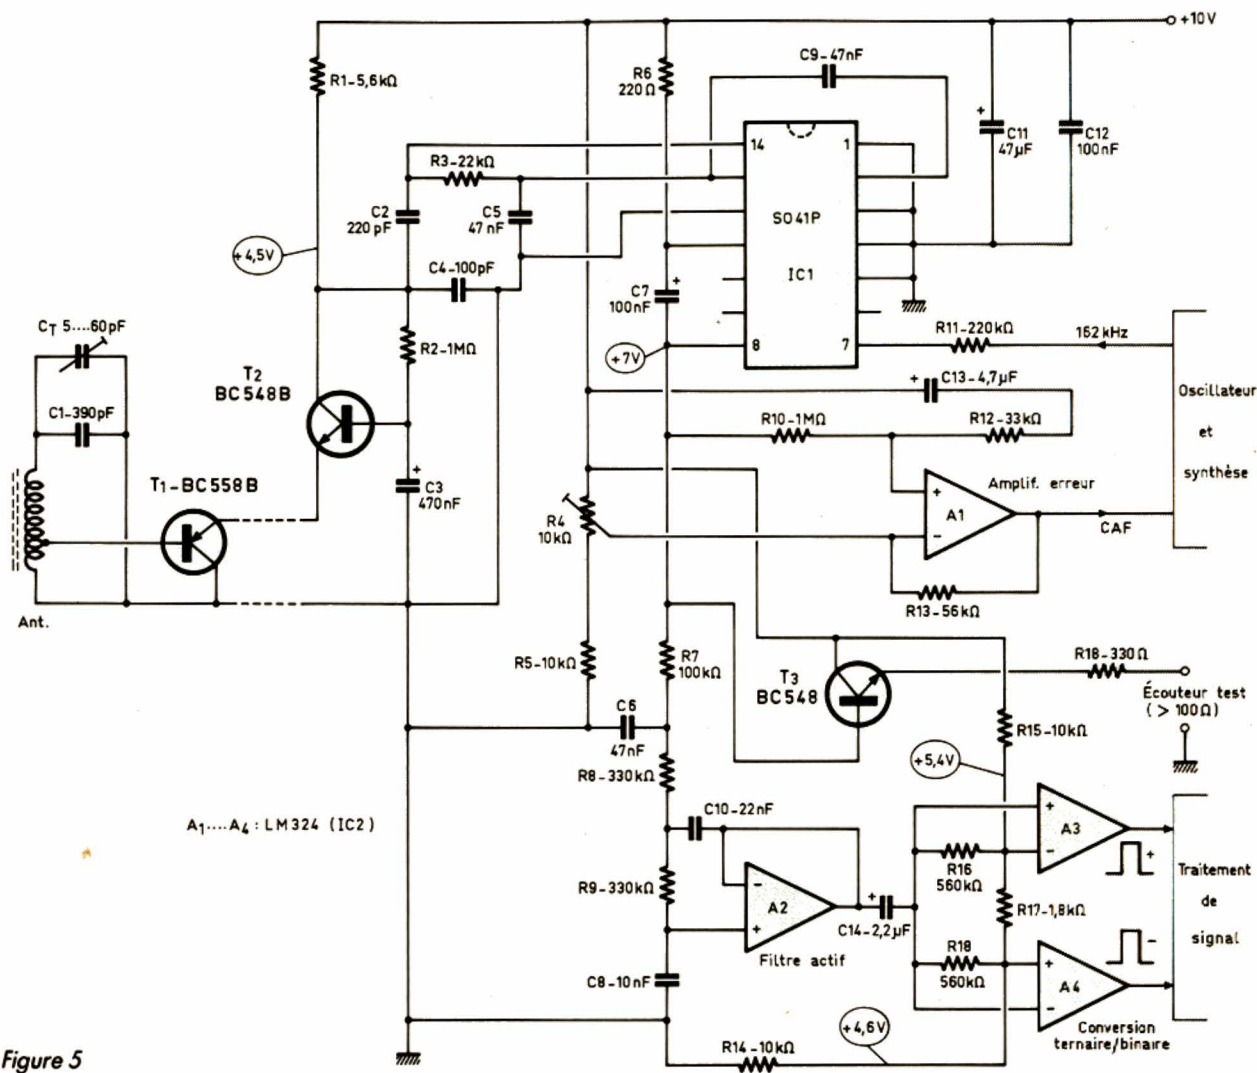 +10V
R1-5,6kΩ
R6
220Ω
C9-47nF
+
C11
47µF
C12
100nF
14
1
R3-22kΩ
C2
220pF
C5
47nF
SO41P
IC1
+4,5V
C4-100pF
C7
100nF
+
CT 5....60pF
R2-1MΩ
+7V
8
7
R11-220kΩ
162kHz
T2
BC548B
C1-390pF
+
C13-4,7µF
Oscillateur
et
synthèse
R10-1MΩ
R12-33kΩ
T1-BC558B
+
C3
470nF
R4
10kΩ
Amplif. erreur
+
A1
-
CAF
R13-56kΩ
Ant.
R5-10kΩ
R7
100kΩ
T3
BC548
R18-330Ω
Écouteur test
(>100Ω)
C6
47nF
R15-10kΩ
R8-330kΩ
+5,4V
A1....A4 : LM324 (IC2)
C10-22nF
+
A3
-
+
R16
560kΩ
Traitement
de
signal
R9-330kΩ
-
A2
+
+
C14-2,2µF
R17-1,8kΩ
Filtre actif
R18
560kΩ
+
A4
-
-
C8-10nF
+4,6V
Conversion
ternaire/binaire
R14-10kΩ
Figure 5